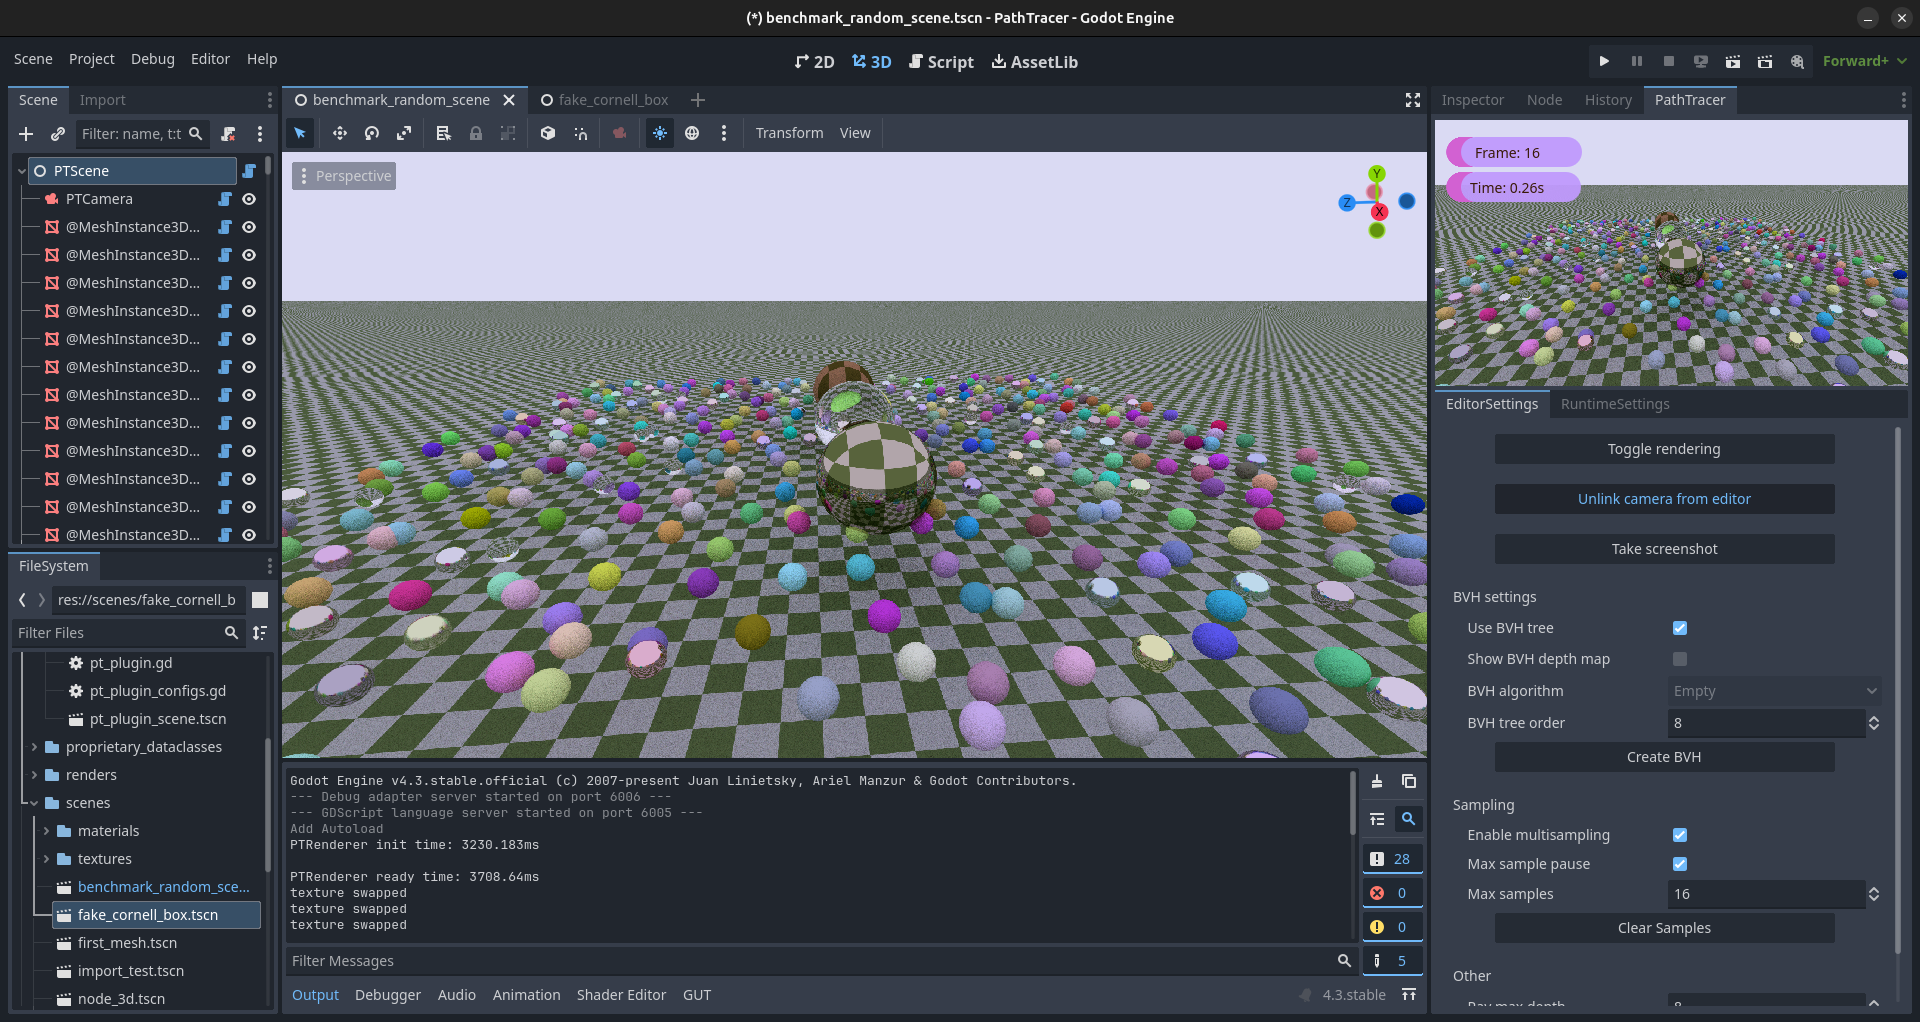 (*) benchmark_random_scene.tscn - PathTracer - Godot Engine
Scene Project Debug Editor Help
2D 3D Script AssetLib
Forward+
Scene Import
Filter: name, t:t
PTScene
PTCamera
@MeshInstance3D...
@MeshInstance3D...
@MeshInstance3D...
@MeshInstance3D...
@MeshInstance3D...
@MeshInstance3D...
@MeshInstance3D...
@MeshInstance3D...
@MeshInstance3D...
@MeshInstance3D...
@MeshInstance3D...
@MeshInstance3D...
FileSystem
res://scenes/fake_cornell_b
Filter Files
pt_plugin.gd
pt_plugin_configs.gd
pt_plugin_scene.tscn
proprietary_dataclasses
renders
scenes
materials
textures
benchmark_random_sce...
fake_cornell_box.tscn
first_mesh.tscn
import_test.tscn
node_3d.tscn
benchmark_random_scene fake_cornell_box
Transform View
Perspective
Y
Z
X
Godot Engine v4.3.stable.official (c) 2007-present Juan Linietsky, Ariel Manzur & Godot Contributors.
--- Debug adapter server started on port 6006 ---
--- GDScript language server started on port 6005 ---
Add Autoload
PTRenderer init time: 3230.183ms
PTRenderer ready time: 3708.64ms
texture swapped
texture swapped
texture swapped
28
0
0
5
Filter Messages
Output Debugger Audio Animation Shader Editor GUT
4.3.stable
Inspector Node History PathTracer
Frame: 16
Time: 0.26s
EditorSettings RuntimeSettings
Toggle rendering
Unlink camera from editor
Take screenshot
BVH settings
Use BVH tree
Show BVH depth map
BVH algorithm Empty
BVH tree order 8
Create BVH
Sampling
Enable multisampling
Max sample pause
Max samples 16
Clear Samples
Other
Ray max depth 8